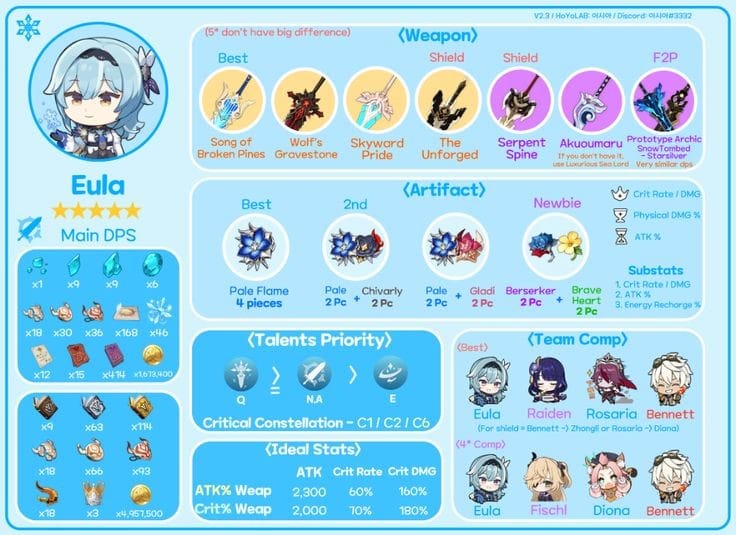 V2.3 / HoYoLAB: 이시아 / Discord: 이시아#3332
Eula
Main DPS
x1 x9 x9 x6
x18 x30 x36 x168 x46
x12 x15 x414 x1,673,400
x9 x63 x114
x18 x66 x93
x18 x3 x4,957,500
(5* don't have big difference)
<Weapon>
Best
Song of
Broken Pines
Wolf's
Gravestone
Skyward
Pride
Shield
The
Unforged
Shield
Serpent
Spine
Akuoumaru
If you don't have it,
use Luxurious Sea Lord
F2P
Prototype Archic
SnowTombed
- Starsilver
Very similar dps
<Artifact>
Best
Pale Flame
4 pieces
2nd
Pale + Chivarly
2 Pc 2 Pc
Pale + Gladi
2 Pc 2 Pc
Newbie
Berserker + Brave
Heart
2 Pc 2 Pc
Crit Rate / DMG
Physical DMG %
ATK %
Substats
1. Crit Rate / DMG
2. ATK %
3. Energy Recharge %
<Talents Priority>
Q ≥ N.A > E
Critical Constellation - C1 / C2 / C6
<Ideal Stats>
ATK Crit Rate Crit DMG
ATK% Weap 2,300 60% 160%
Crit% Weap 2,000 70% 180%
<Team Comp>
<Best>
Eula Raiden Rosaria Bennett
(For shield = Bennett -> Zhongli or Rosaria -> Diona)
<4* Comp>
Eula Fischl Diona Bennett